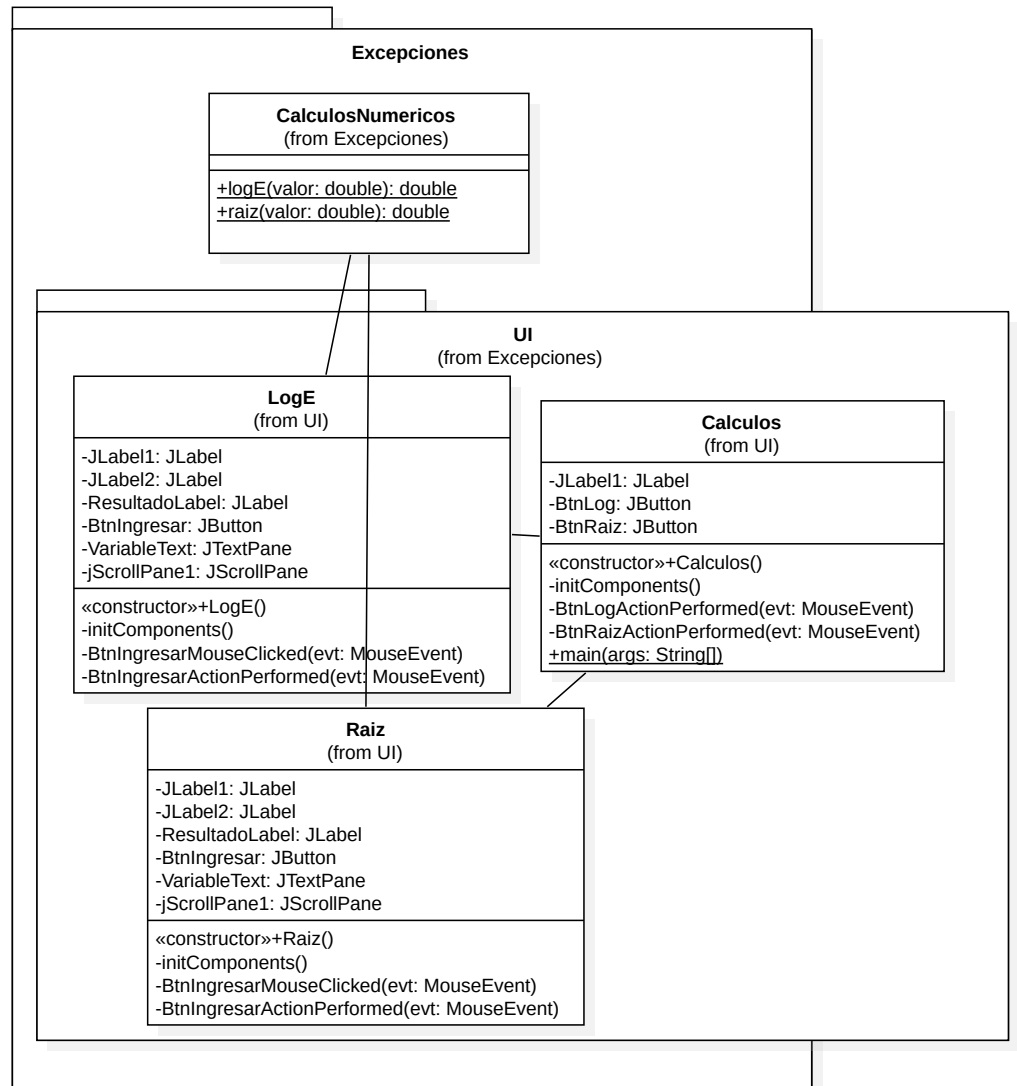 Excepciones
CalculosNumericos
(from Excepciones)
+logE(valor: double): double
+raiz(valor: double): double
UI
(from Excepciones)
LogE
(from UI)
-JLabel1: JLabel
-JLabel2: JLabel
-ResultadoLabel: JLabel
-BtnIngresar: JButton
-VariableText: JTextPane
-jScrollPane1: JScrollPane
«constructor»+LogE()
-initComponents()
-BtnIngresarMouseClicked(evt: MouseEvent)
-BtnIngresarActionPerformed(evt: MouseEvent)
Calculos
(from UI)
-JLabel1: JLabel
-BtnLog: JButton
-BtnRaiz: JButton
«constructor»+Calculos()
-initComponents()
-BtnLogActionPerformed(evt: MouseEvent)
-BtnRaizActionPerformed(evt: MouseEvent)
+main(args: String[])
Raiz
(from UI)
-JLabel1: JLabel
-JLabel2: JLabel
-ResultadoLabel: JLabel
-BtnIngresar: JButton
-VariableText: JTextPane
-jScrollPane1: JScrollPane
«constructor»+Raiz()
-initComponents()
-BtnIngresarMouseClicked(evt: MouseEvent)
-BtnIngresarActionPerformed(evt: MouseEvent)